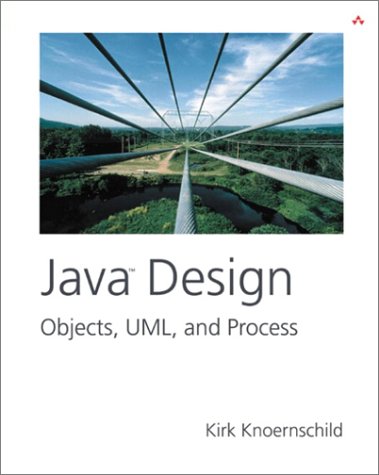 Java™ Design
Objects, UML, and Process
Kirk Knoernschild